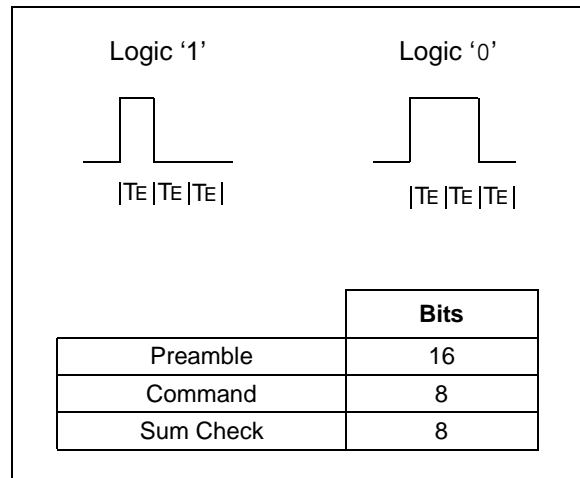 Logic ‘1’ Logic ‘0’
|TE|TE|TE| |TE|TE|TE|
Bits
Preamble 16
Command 8
Sum Check 8